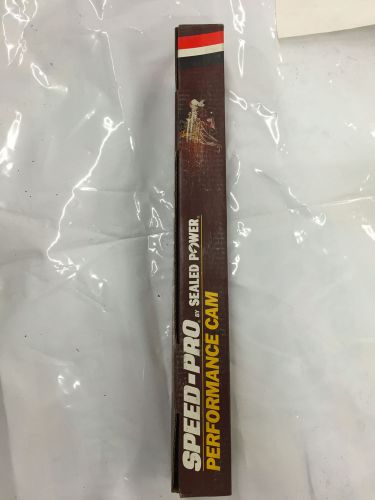 SPEED-PRO BY SEALED POWER
PERFORMANCE CAM